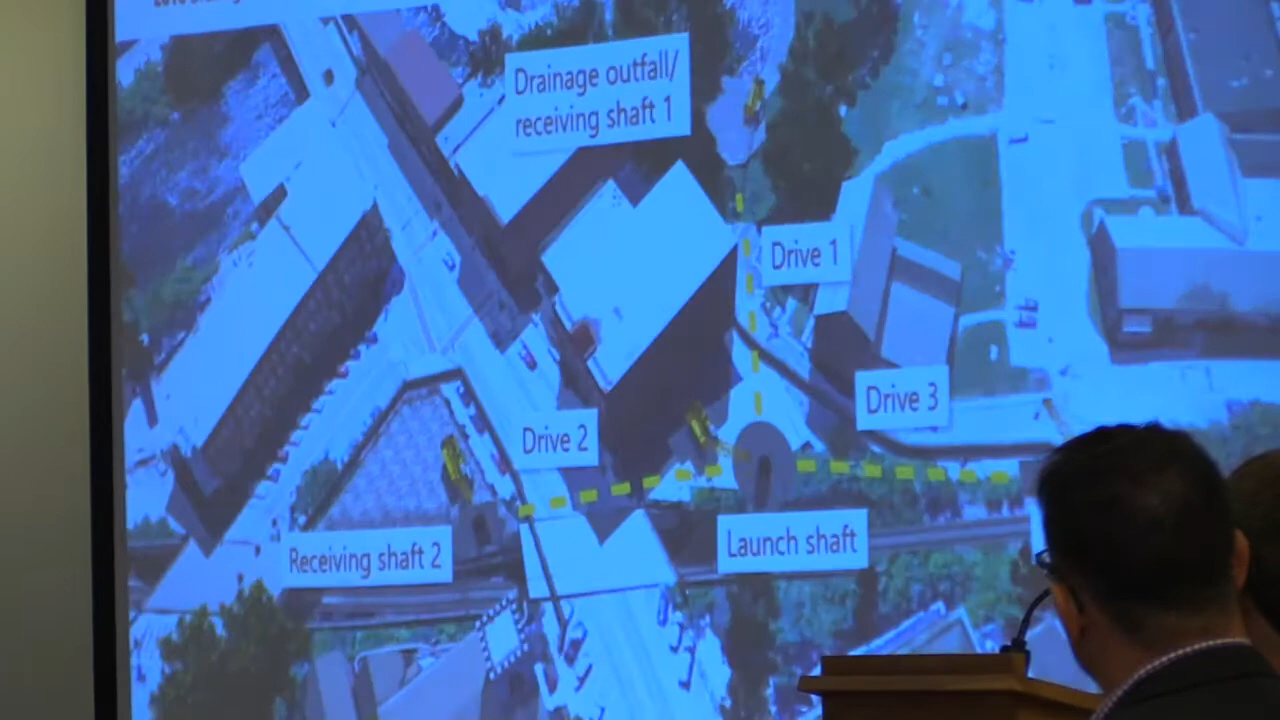 Drainage outfall/
receiving shaft 1
Drive 1
Drive 3
Drive 2
Launch shaft
Receiving shaft 2